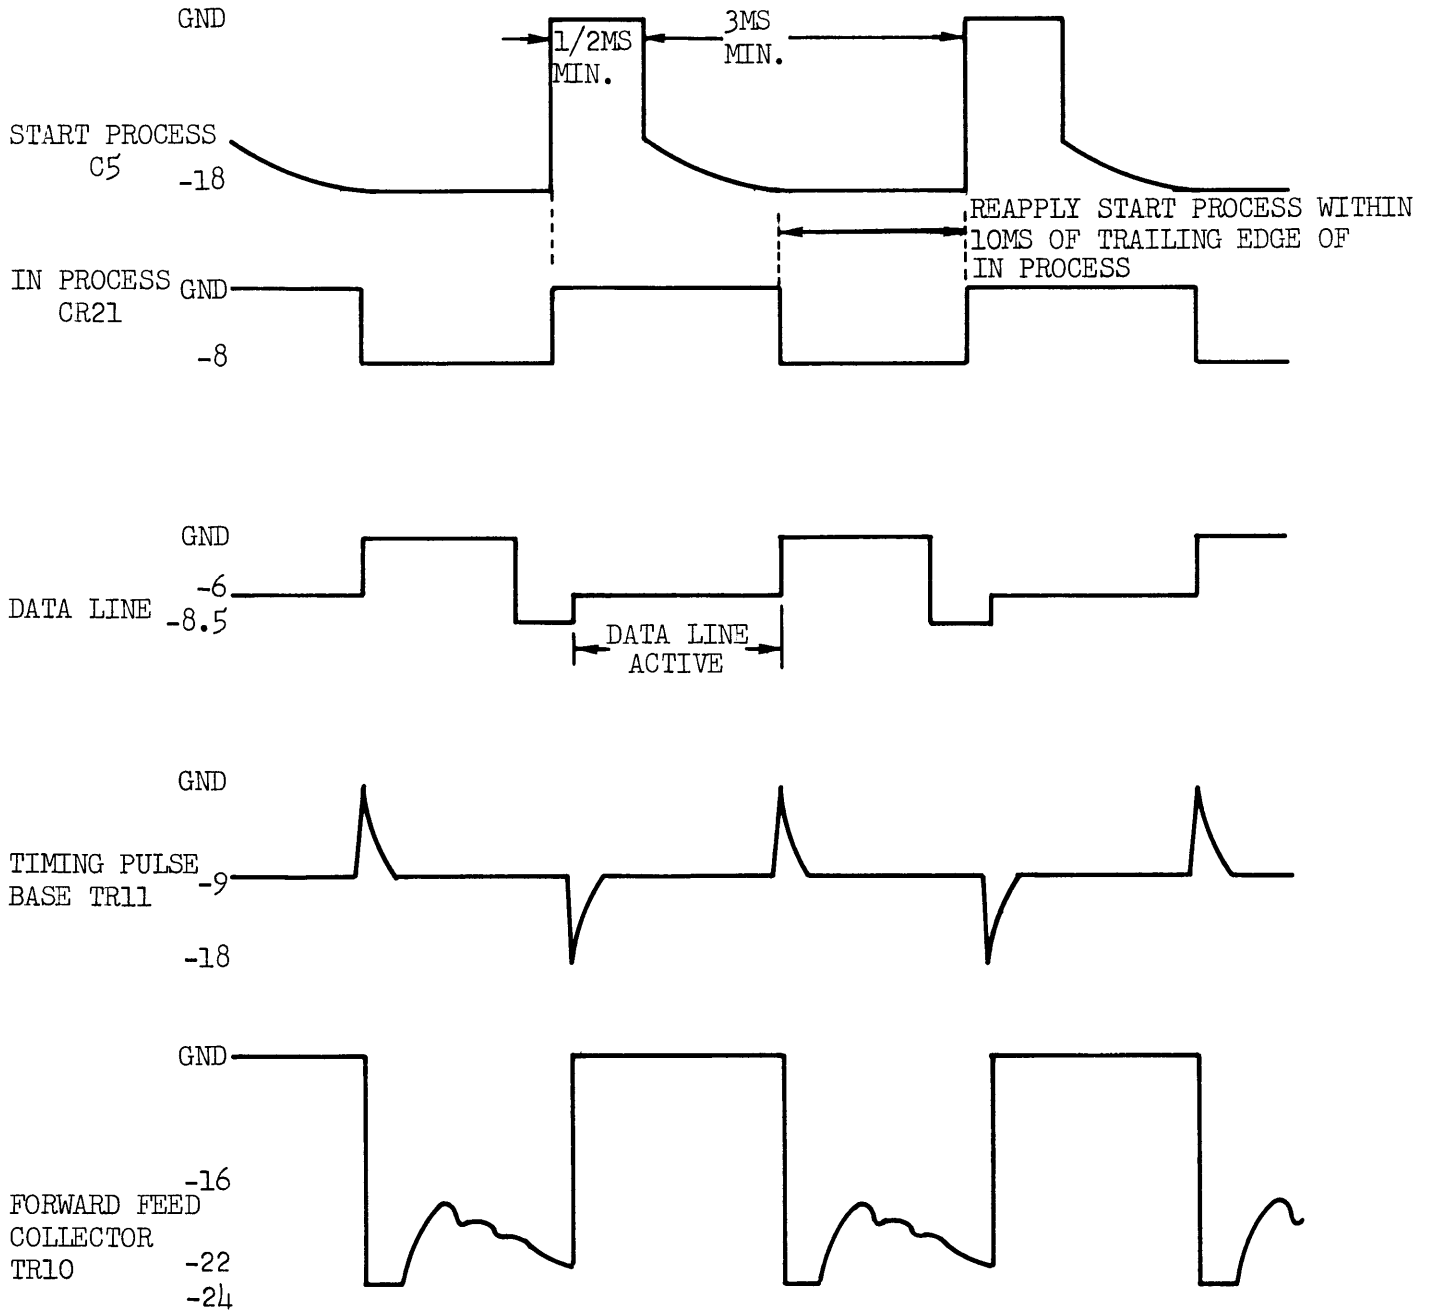 GND
1/2MS
MIN.
3MS
MIN.
START PROCESS
C5
-18
REAPPLY START PROCESS WITHIN
10MS OF TRAILING EDGE OF
IN PROCESS
IN PROCESS
CR21
GND
-8
GND
-6
DATA LINE
-8.5
DATA LINE
ACTIVE
GND
TIMING PULSE
BASE TR11
-9
-18
GND
-16
FORWARD FEED
COLLECTOR
TR10
-22
-24